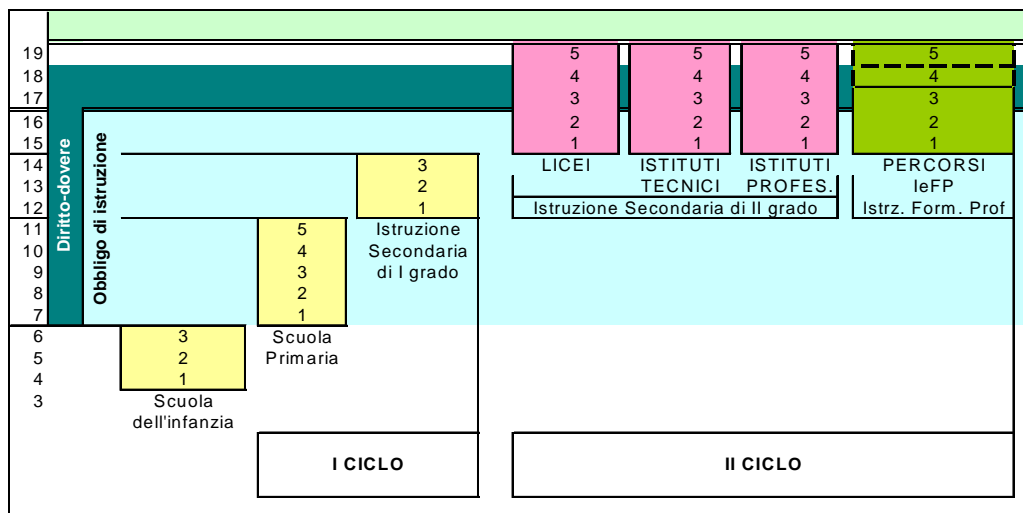 19 5 5 5 5
18 4 4 4 4
17 3 3 3 3
16 2 2 2 2
15 1 1 1 1
14 3 LICEI ISTITUTI ISTITUTI PERCORSI
13 2 TECNICI PROFES. IeFP
12 1 Istruzione Secondaria di II grado Istrz. Form. Prof
11 5 Istruzione
10 4 Secondaria
9 3 di I grado
8 2
7 1
6 3 Scuola
5 2 Primaria
4 1
3 Scuola
dell'infanzia
Diritto-dovere
Obbligo di istruzione
I CICLO II CICLO